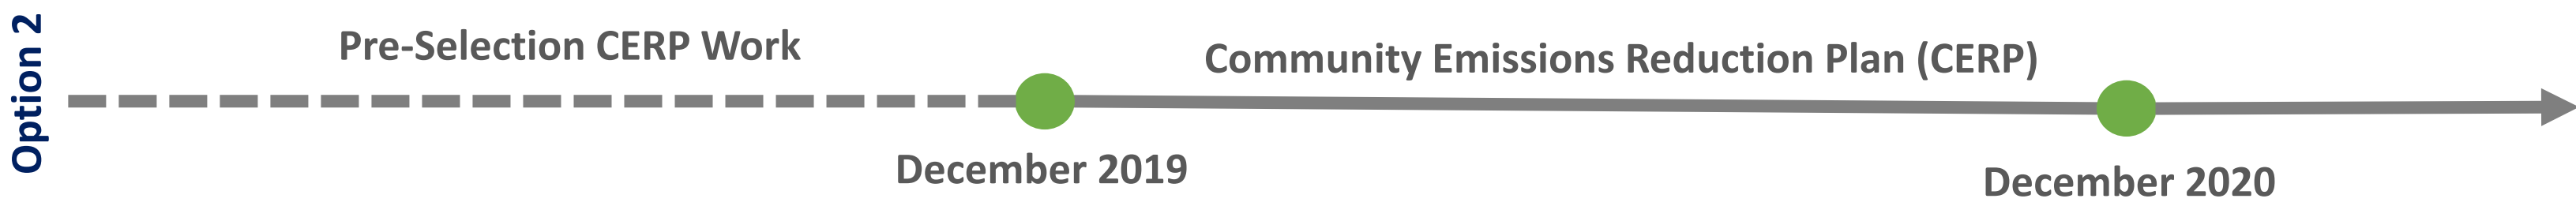 Option 2
Pre-Selection CERP Work
Community Emissions Reduction Plan (CERP)
December 2019
December 2020